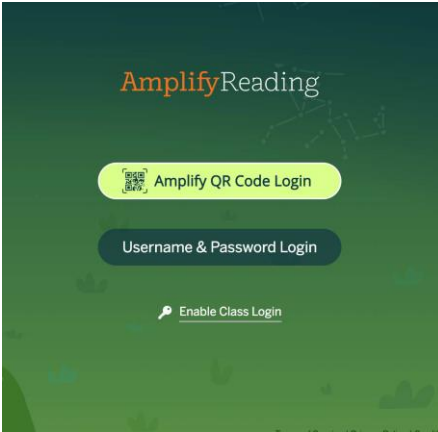 AmplifyReading
Amplify QR Code Login
Username & Password Login
Enable Class Login